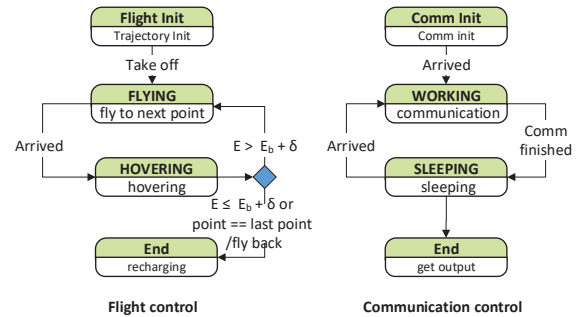 Flight Init
Trajectory Init
Take off
FLYING
fly to next point
Arrived
E > E_b + δ
HOVERING
hovering
E ≤ E_b + δ or
point == last point
/fly back
End
recharging
Flight control
Comm Init
Comm init
Arrived
WORKING
communication
Arrived
Comm
finished
SLEEPING
sleeping
End
get output
Communication control